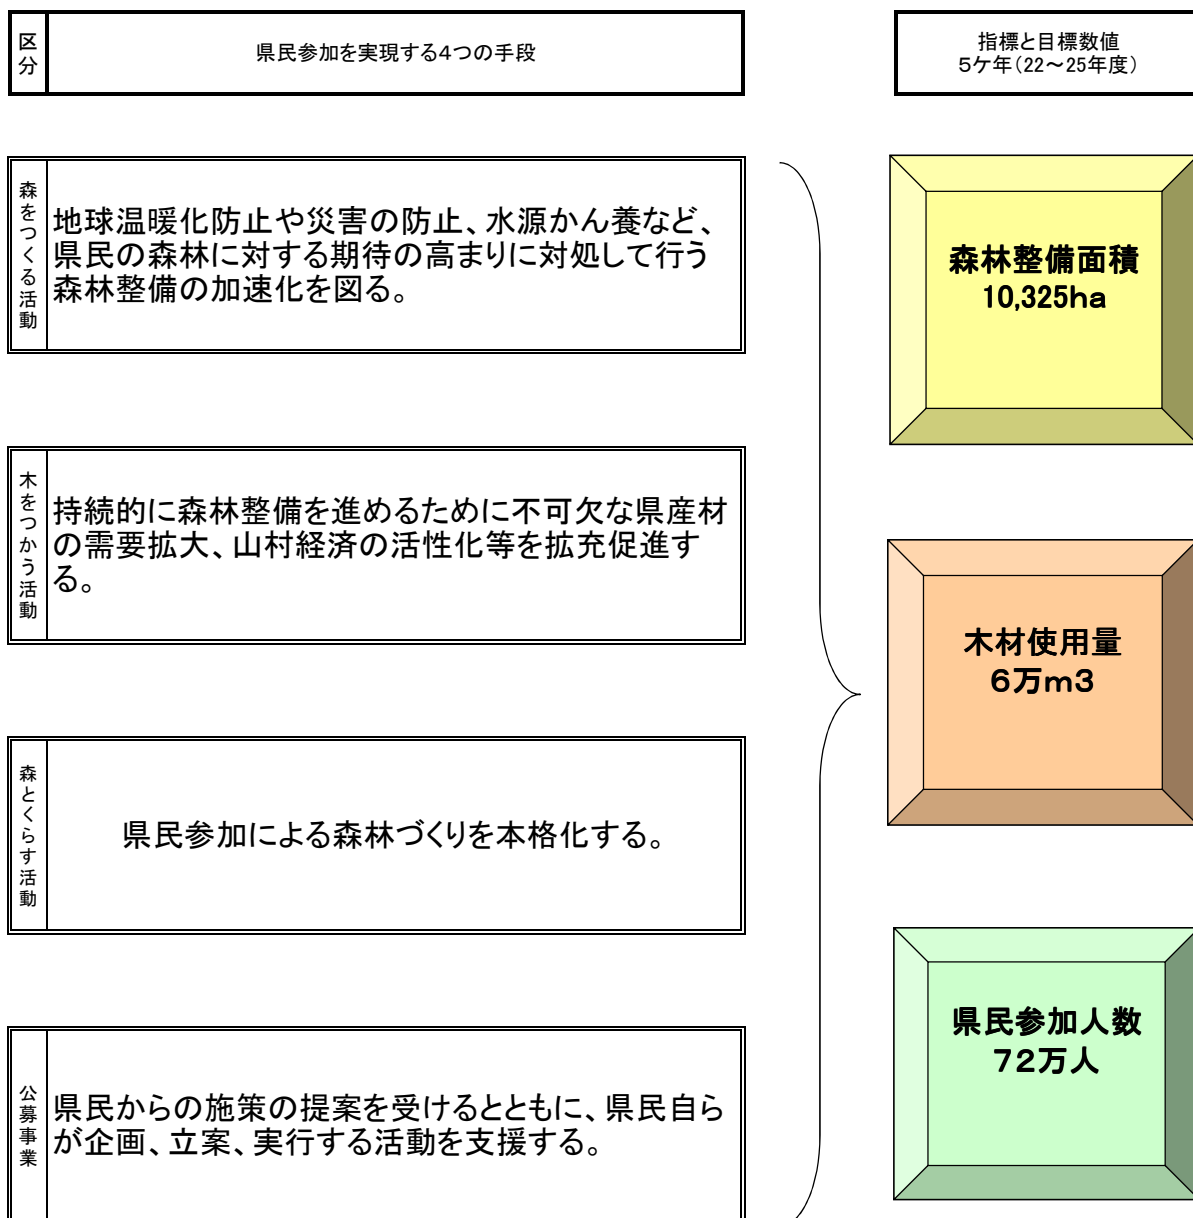 区分
県民参加を実現する4つの手段
指標と目標数値
5ケ年(22～25年度)
森をつくる活動
地球温暖化防止や災害の防止、水源かん養など、
県民の森林に対する期待の高まりに対処して行う
森林整備の加速化を図る。
森林整備面積
10,325ha
木をつかう活動
持続的に森林整備を進めるために不可欠な県産材
の需要拡大、山村経済の活性化等を拡充促進す
る。
木材使用量
6万m3
森とくらす活動
県民参加による森林づくりを本格化する。
県民参加人数
72万人
公募事業
県民からの施策の提案を受けるとともに、県民自ら
が企画、立案、実行する活動を支援する。